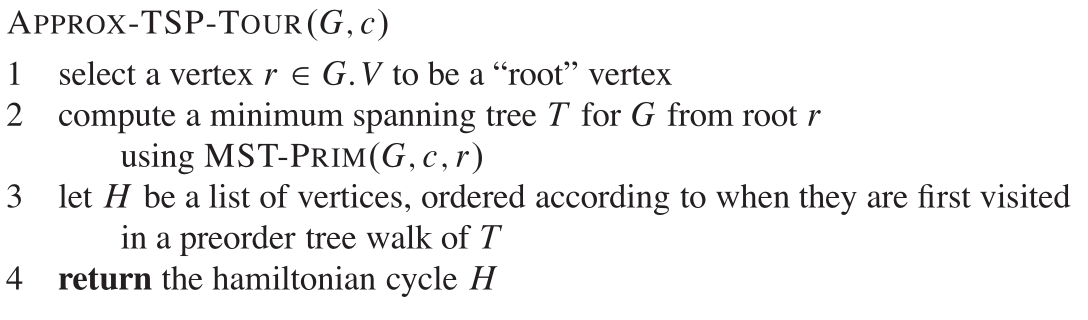 APPROX-TSP-TOUR(G, c)
1 select a vertex r ∈ G.V to be a “root” vertex
2 compute a minimum spanning tree T for G from root r
using MST-PRIM(G, c, r)
3 let H be a list of vertices, ordered according to when they are first visited
in a preorder tree walk of T
4 return the hamiltonian cycle H